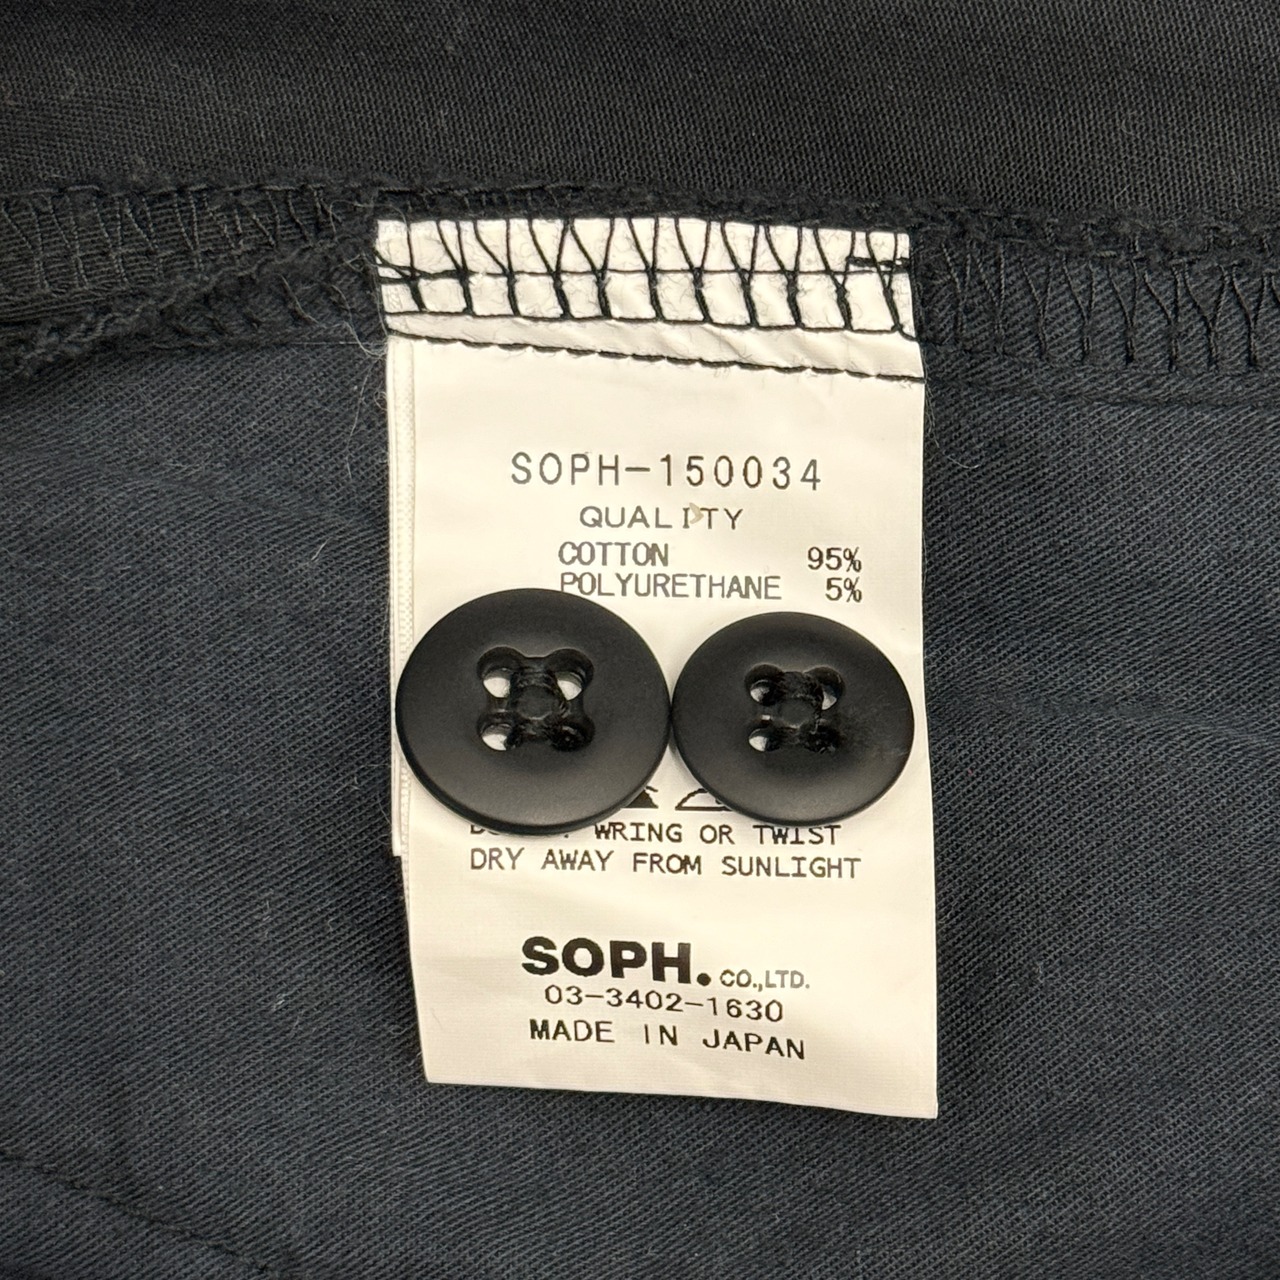 SOPH-150034
QUALITY
COTTON 95%
POLYURETHANE 5%
WRING OR TWIST
DRY AWAY FROM SUNLIGHT
SOPH. CO.,LTD.
03-3402-1630
MADE IN JAPAN